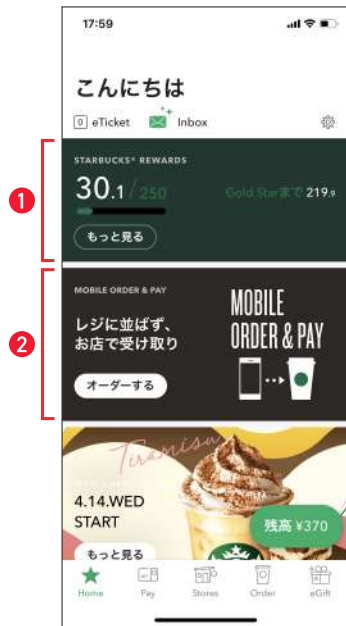 17:59
こんにちは
0 eTicket Inbox
STARBUCKS® REWARDS
1
30.1/250 Gold Starまで 219.9
もっと見る
MOBILE ORDER & PAY
MOBILE
ORDER & PAY
2
レジに並ばず、
お店で受け取り
オーダーする
Tiramisu
4.14.WED
START
残高 ¥370
もっと見る
Home Pay Stores Order eGift